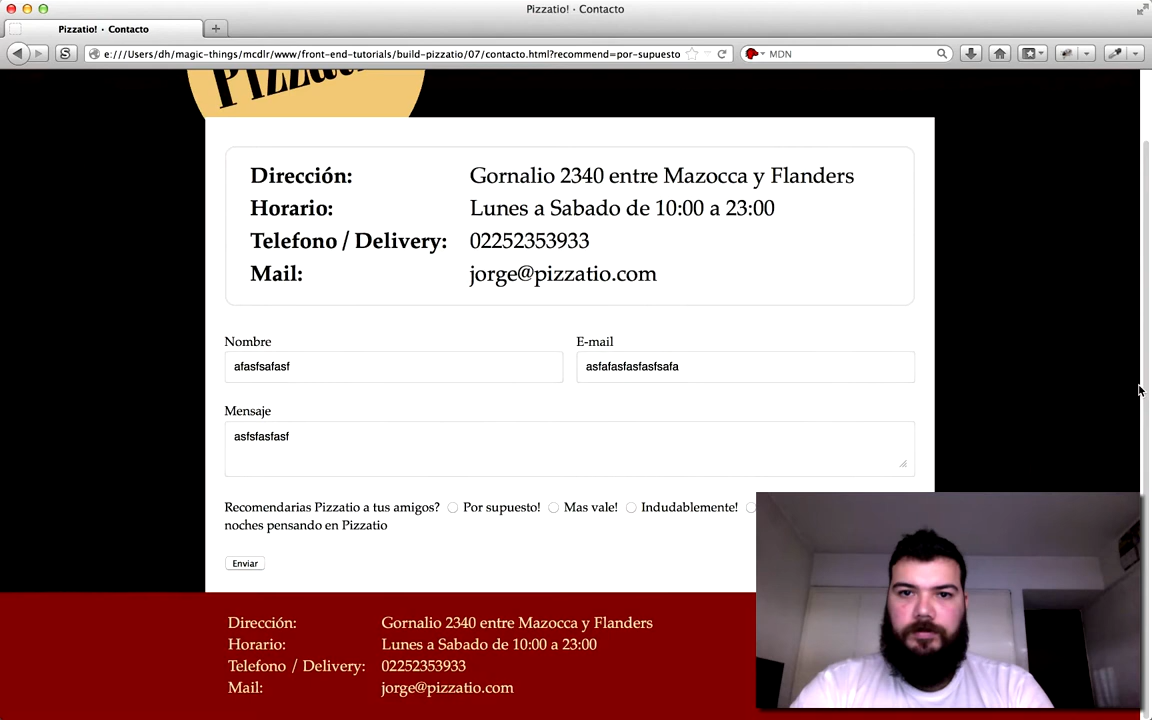 Pizzatio! · Contacto
Pizzatio! · Contacto
e:///Users/dh/magic-things/mcdlr/www/front-end-tutorials/build-pizzatio/07/contacto.html?recommend=por-supuesto
MDN
Dirección: Gornalio 2340 entre Mazocca y Flanders
Horario: Lunes a Sabado de 10:00 a 23:00
Telefono / Delivery: 02252353933
Mail: jorge@pizzatio.com
Nombre E-mail
afasfsafasf asfafasfasfasfsafa
Mensaje
asfsfasfasf
Recomendarias Pizzatio a tus amigos? Por supuesto! Mas vale! Indudablemente!
noches pensando en Pizzatio
Enviar
Dirección: Gornalio 2340 entre Mazocca y Flanders
Horario: Lunes a Sabado de 10:00 a 23:00
Telefono / Delivery: 02252353933
Mail: jorge@pizzatio.com